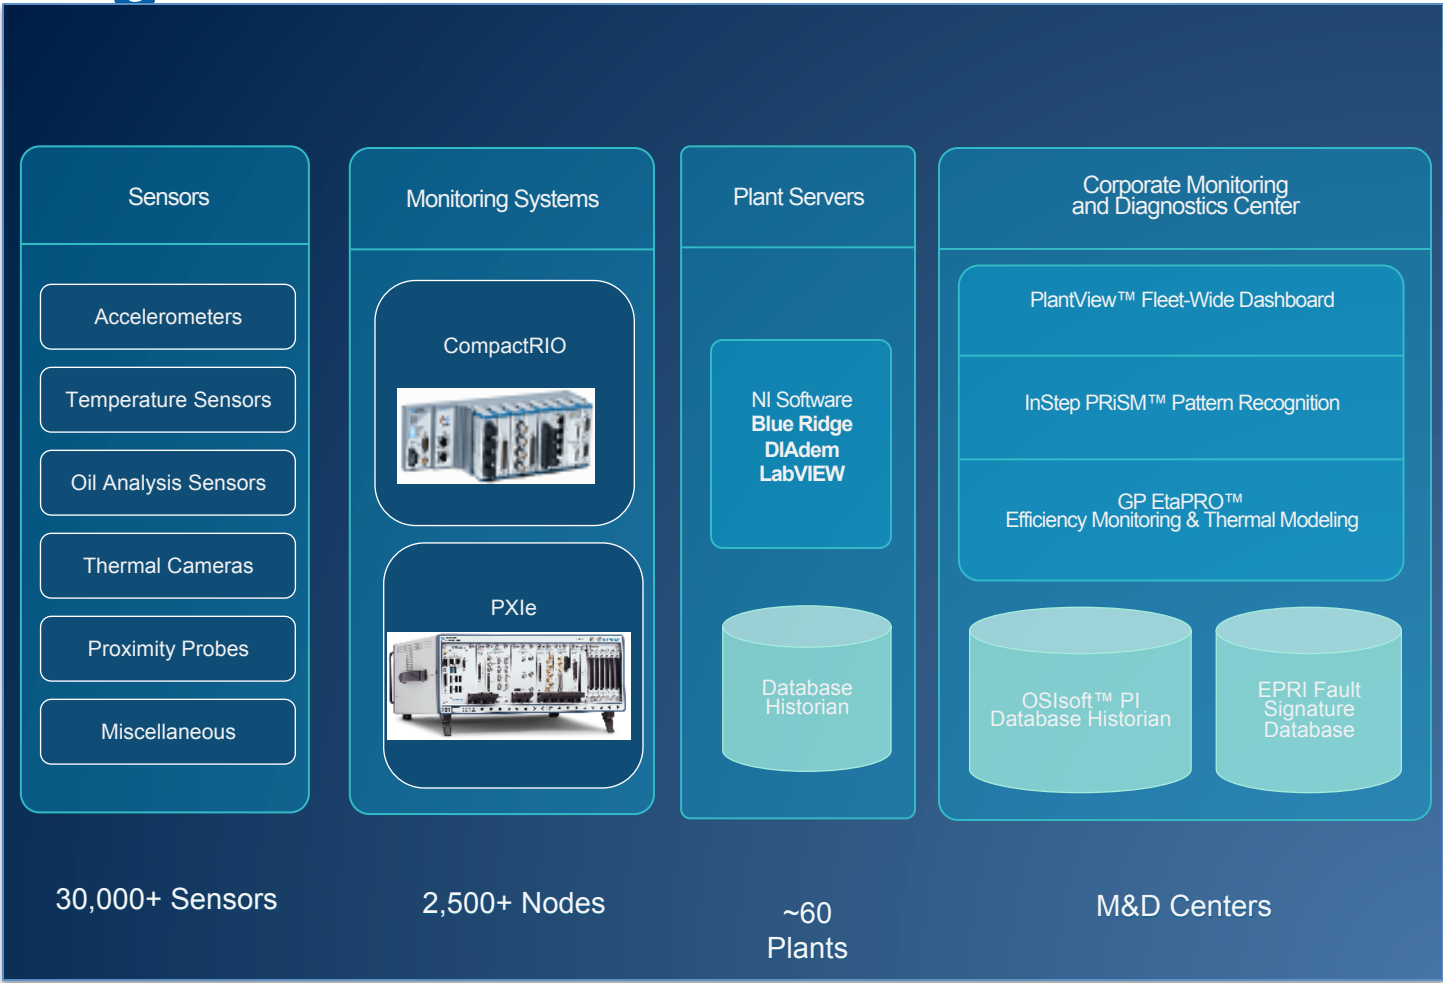 Sensors
Accelerometers
Temperature Sensors
Oil Analysis Sensors
Thermal Cameras
Proximity Probes
Miscellaneous
30,000+ Sensors
Monitoring Systems
CompactRIO
PXIe
2,500+ Nodes
Plant Servers
NI Software
Blue Ridge
DIAdem
LabVIEW
Database
Historian
~60
Plants
Corporate Monitoring
and Diagnostics Center
PlantView™ Fleet-Wide Dashboard
InStep PRiSM™ Pattern Recognition
GP EtaPRO™
Efficiency Monitoring & Thermal Modeling
OSIsoft™ PI
Database Historian
EPRI Fault
Signature
Database
M&D Centers